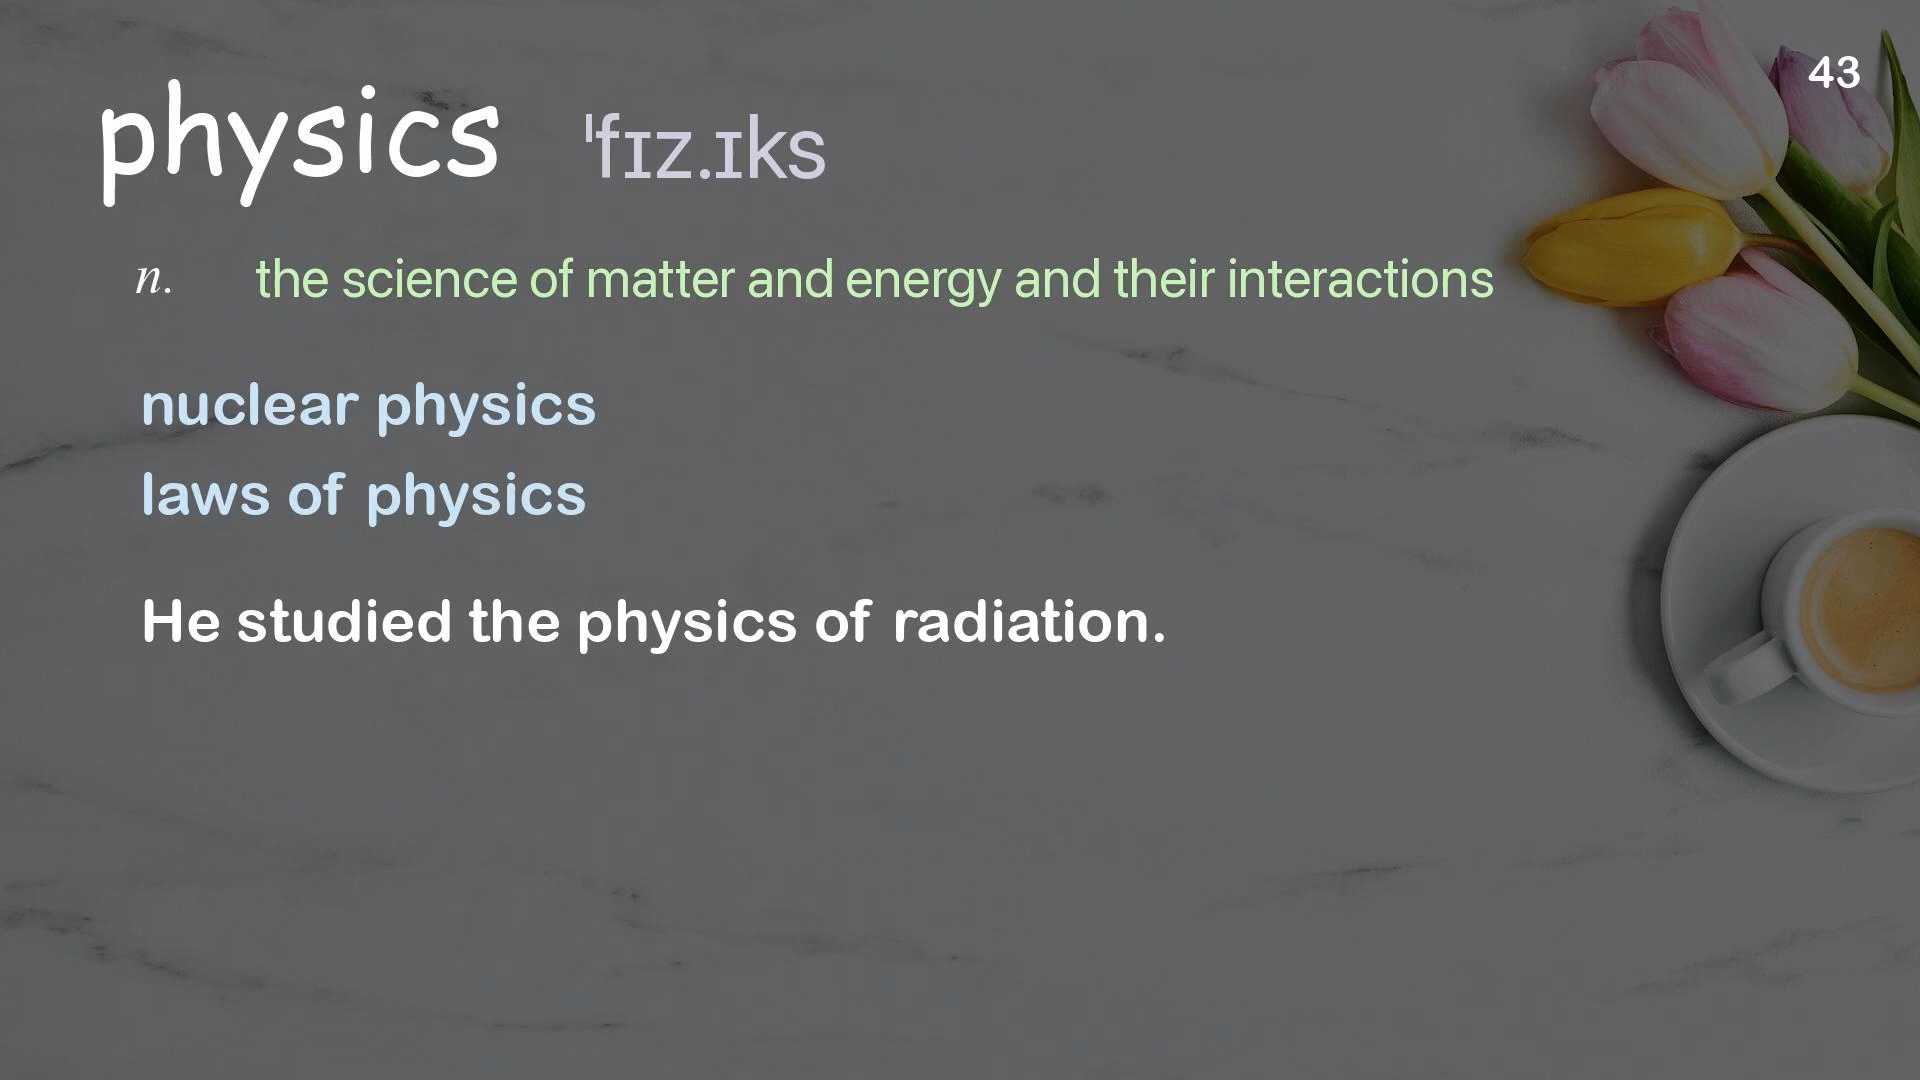 43
physics ˈfɪz.ɪks
n. the science of matter and energy and their interactions
nuclear physics
laws of physics
He studied the physics of radiation.